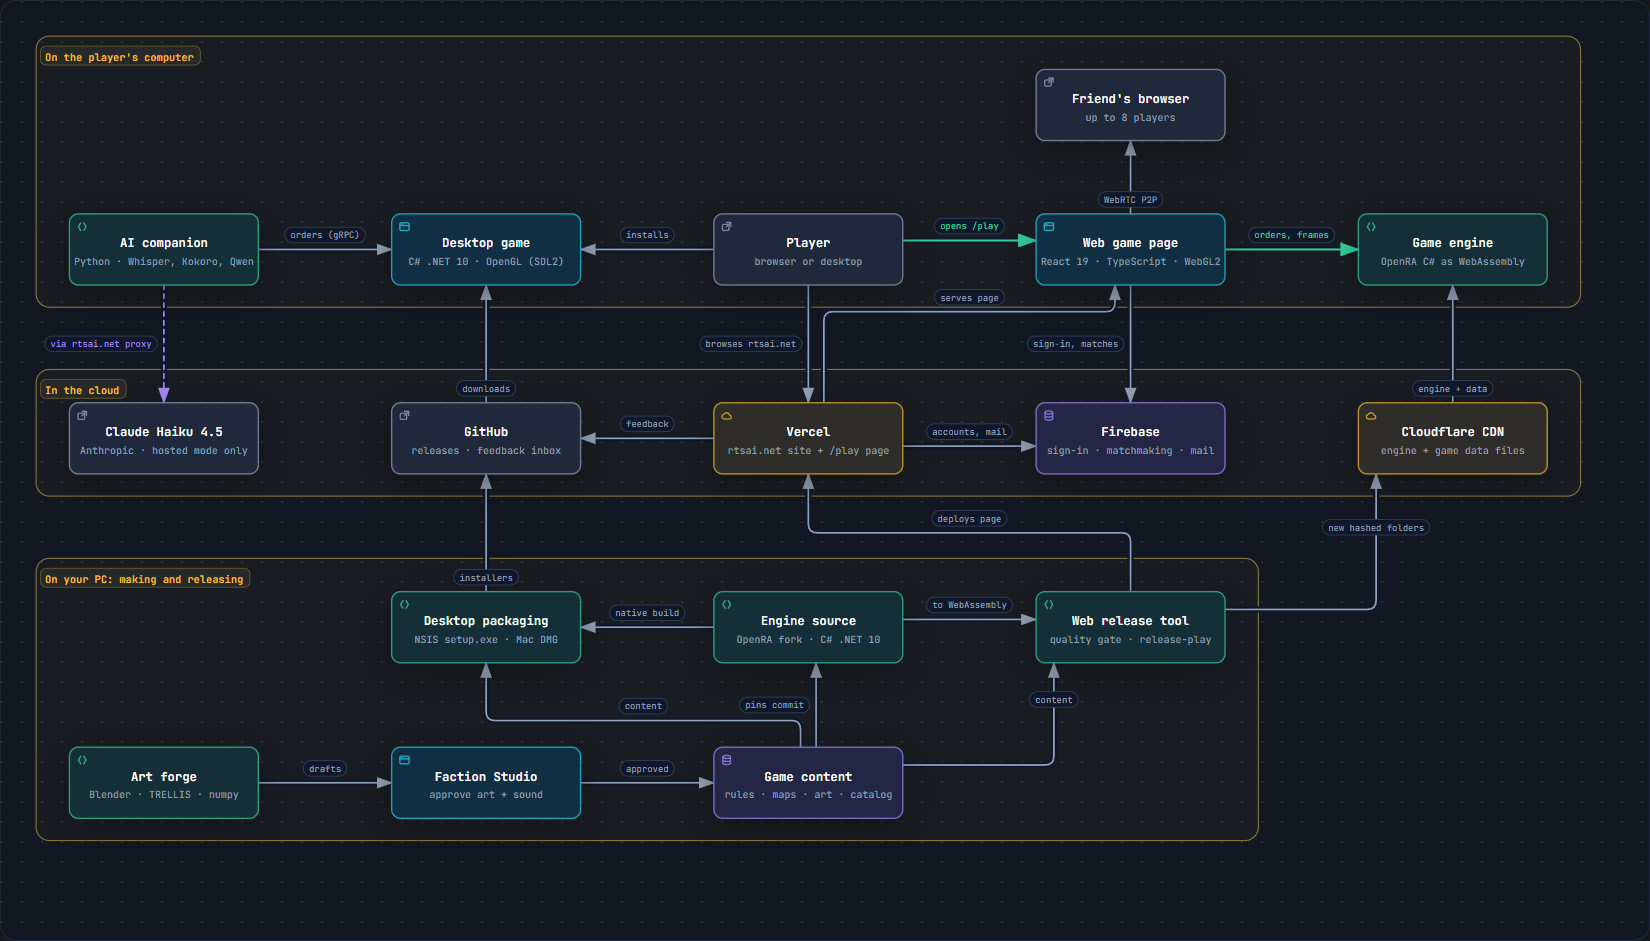 On the player's computer
Friend's browser
up to 8 players
WebRTC P2P
AI companion
Python · Whisper, Kokoro, Qwen
orders (gRPC)
Desktop game
C# .NET 10 · OpenGL (SDL2)
installs
Player
browser or desktop
opens /play
Web game page
React 19 · TypeScript · WebGL2
orders, frames
Game engine
OpenRA C# as WebAssembly
serves page
via rtsai.net proxy
browses rtsai.net
sign-in, matches
In the cloud
downloads
engine + data
Claude Haiku 4.5
Anthropic · hosted mode only
GitHub
releases · feedback inbox
feedback
Vercel
rtsai.net site + /play page
accounts, mail
Firebase
sign-in · matchmaking · mail
Cloudflare CDN
engine + game data files
deploys page
new hashed folders
On your PC: making and releasing
installers
Desktop packaging
NSIS setup.exe · Mac DMG
native build
Engine source
OpenRA fork · C# .NET 10
to WebAssembly
Web release tool
quality gate · release-play
content
pins commit
content
Art forge
Blender · TRELLIS · numpy
drafts
Faction Studio
approve art + sound
approved
Game content
rules · maps · art · catalog